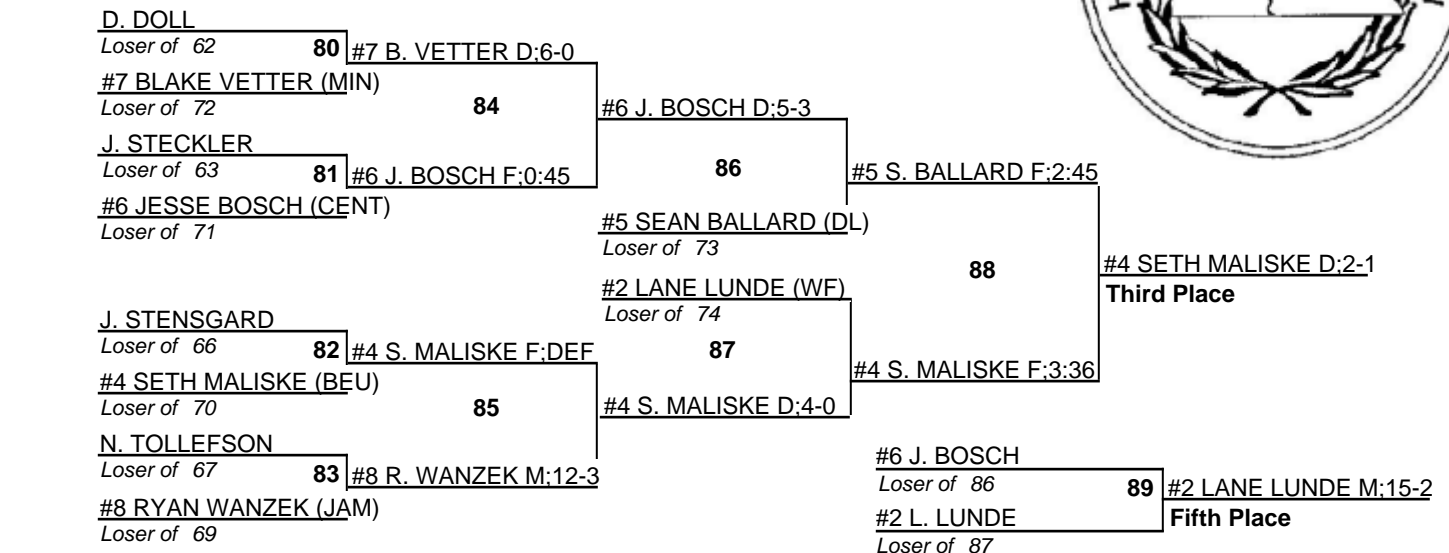 D. DOLL
Loser of 62
80 #7 B. VETTER D;6-0
#7 BLAKE VETTER (MIN)
Loser of 72
84
#6 J. BOSCH D;5-3
J. STECKLER
Loser of 63
81 #6 J. BOSCH F;0:45
86
#5 S. BALLARD F;2:45
#6 JESSE BOSCH (CENT)
Loser of 71
#5 SEAN BALLARD (DL)
Loser of 73
88
#4 SETH MALISKE D;2-1
Third Place
#2 LANE LUNDE (WF)
Loser of 74
J. STENSGARD
Loser of 66
82 #4 S. MALISKE F;DEF
87
#4 S. MALISKE F;3:36
#4 SETH MALISKE (BEU)
Loser of 70
85
#4 S. MALISKE D;4-0
N. TOLLEFSON
Loser of 67
83 #8 R. WANZEK M;12-3
#8 RYAN WANZEK (JAM)
Loser of 69
#6 J. BOSCH
Loser of 86
89 #2 LANE LUNDE M;15-2
Fifth Place
#2 L. LUNDE
Loser of 87